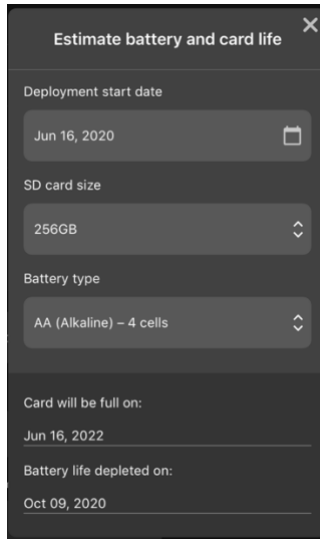 Estimate battery and card life
Deployment start date
Jun 16, 2020
SD card size
256GB
Battery type
AA (Alkaline) – 4 cells
Card will be full on:
Jun 16, 2022
Battery life depleted on:
Oct 09, 2020